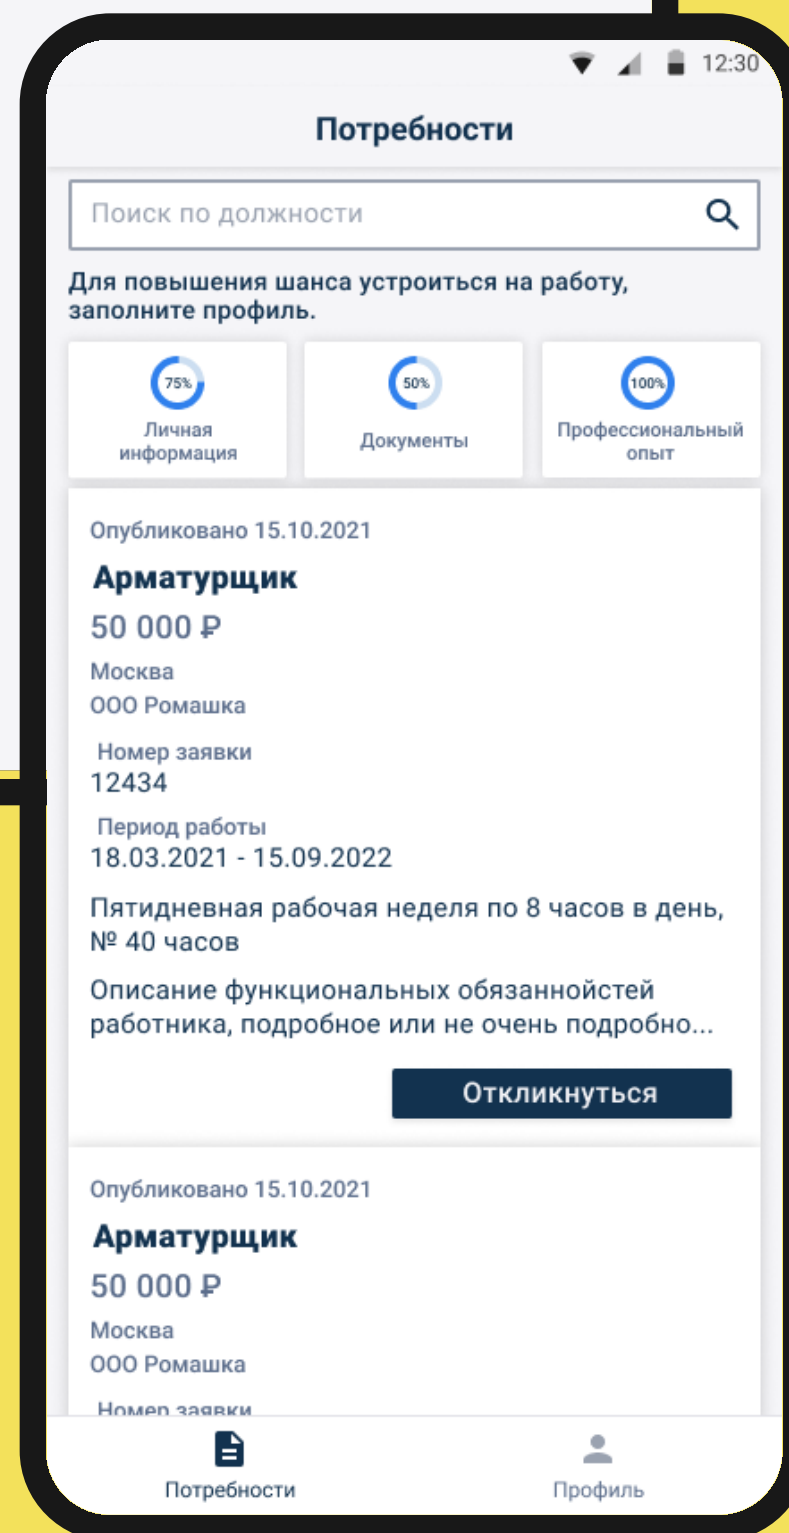 12:30
Потребности
Поиск по должности
Для повышения шанса устроиться на работу,
заполните профиль.
75%
Личная
информация
50%
Документы
100%
Профессиональный
опыт
Опубликовано 15.10.2021
Арматурщик
50 000 ₽
Москва
ООО Ромашка
Номер заявки
12434
Период работы
18.03.2021 - 15.09.2022
Пятидневная рабочая неделя по 8 часов в день,
№ 40 часов
Описание функциональных обязаннойстей
работника, подробное или не очень подробно...
Откликнуться
Опубликовано 15.10.2021
Арматурщик
50 000 ₽
Москва
ООО Ромашка
Номер заявки
Потребности
Профиль